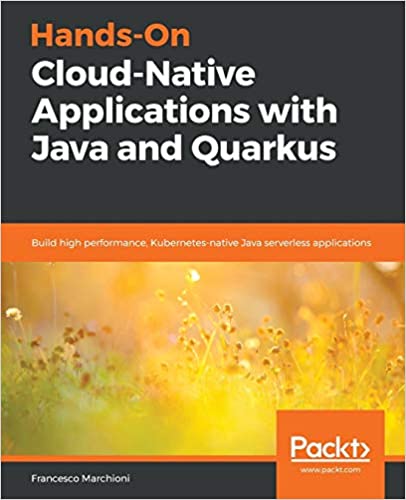 Hands-On
Cloud-Native
Applications with
Java and Quarkus
Build high performance, Kubernetes-native Java serverless applications
Packt>
www.packt.com
Francesco Marchioni